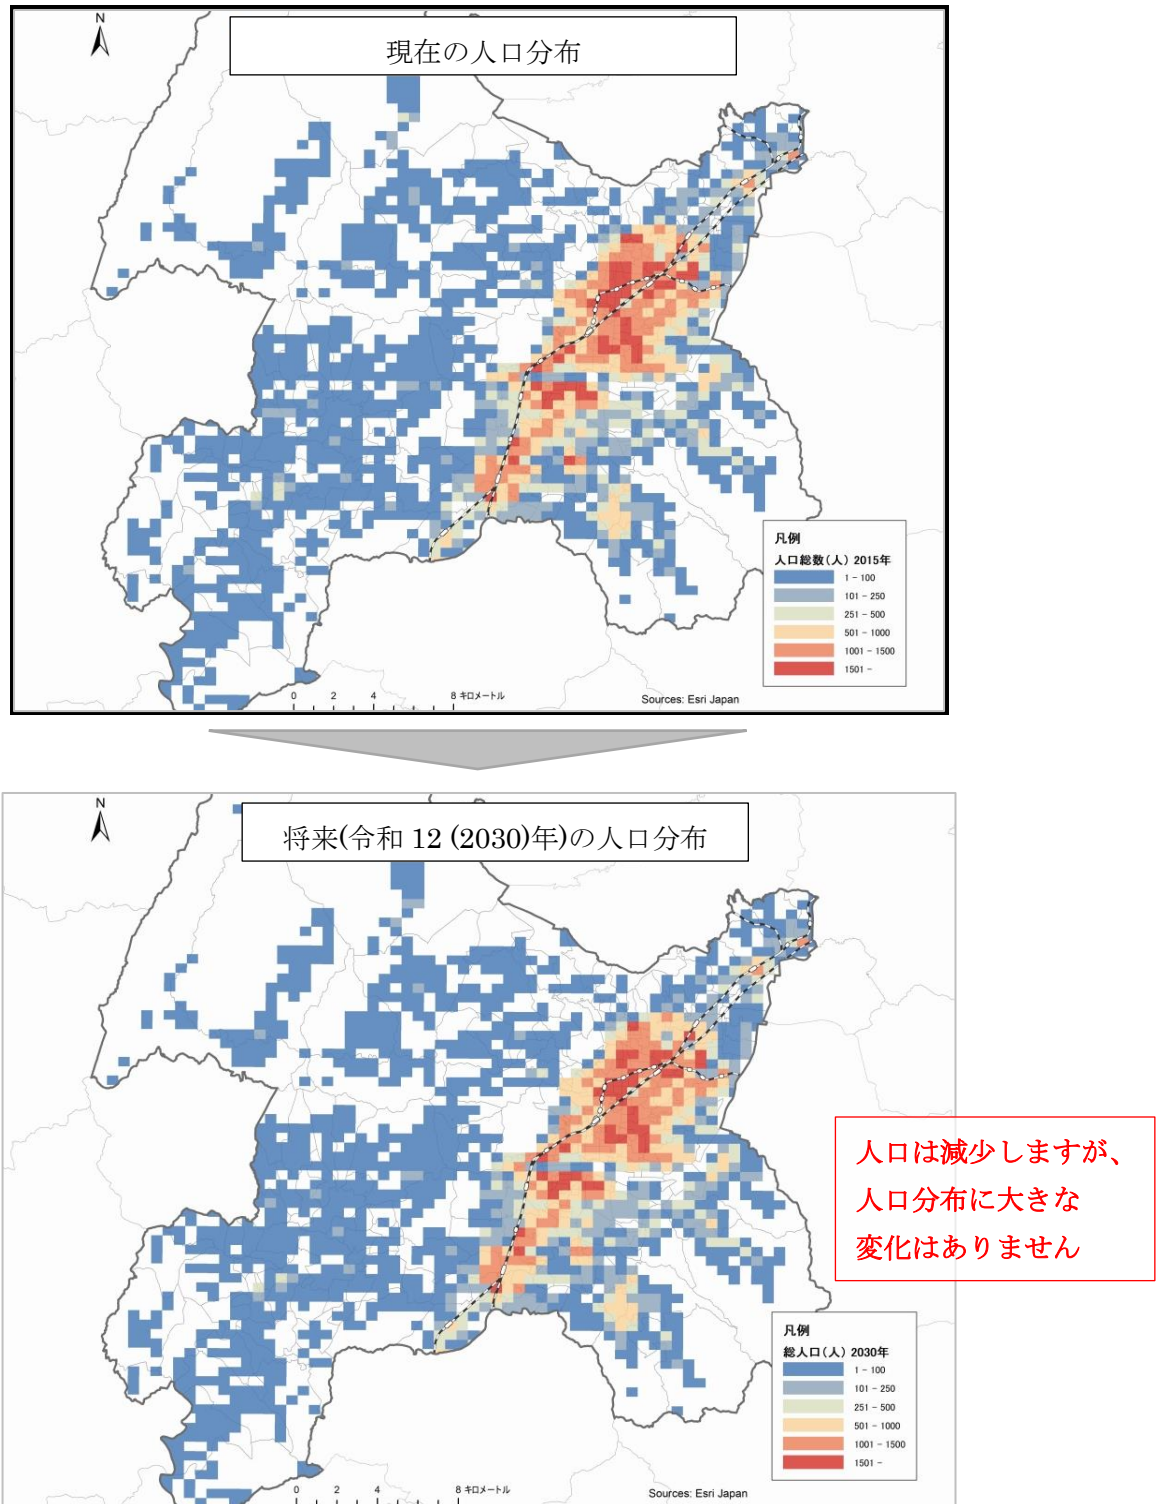 N
現在の人口分布
凡例
人口総数(人) 2015年
1 - 100
101 - 250
251 - 500
501 - 1000
1001 - 1500
1501 -
0 2 4 8 キロメートル
Sources: Esri Japan
N
将来(令和 12 (2030)年)の人口分布
人口は減少しますが、
人口分布に大きな
変化はありません
凡例
総人口(人) 2030年
1 - 100
101 - 250
251 - 500
501 - 1000
1001 - 1500
1501 -
0 2 4 8 キロメートル
Sources: Esri Japan